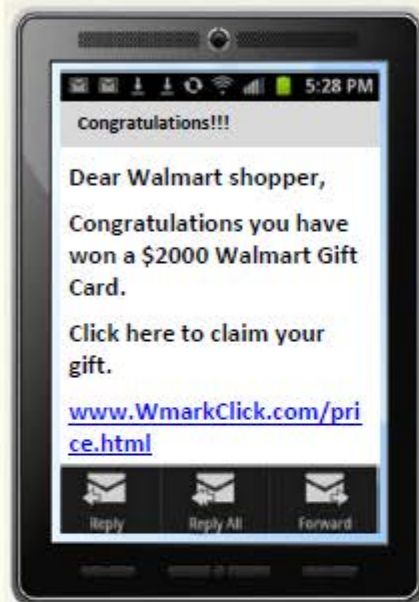 5:28 PM
Congratulations!!!
Dear Walmart shopper,
Congratulations you have
won a $2000 Walmart Gift
Card.
Click here to claim your
gift.
www.WmarkClick.com/pri
ce.html
Reply Reply All Forward